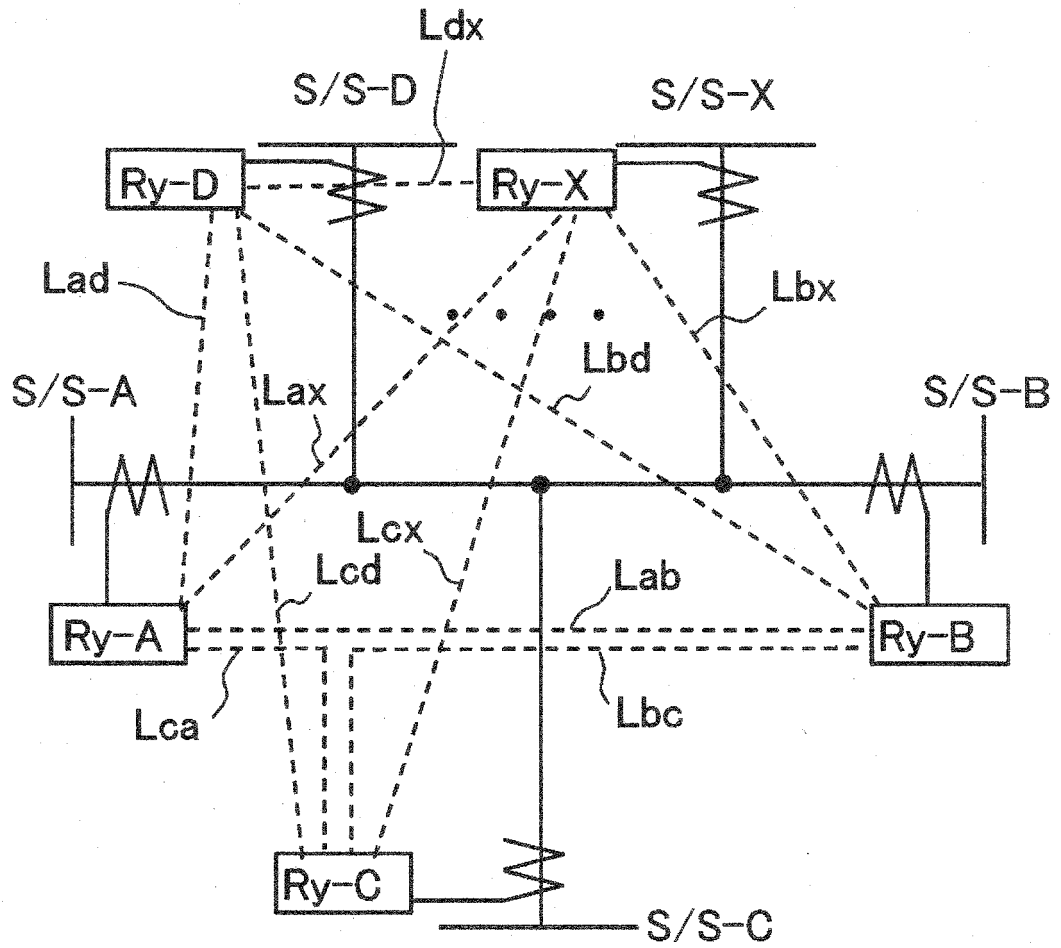 Ldx
S/S-D
S/S-X
Ry-D
Ry-X
Lad
Lbx
Lbd
S/S-A
Lax
S/S-B
Lcx
Lcd
Lab
Ry-A
Ry-B
Lca
Lbc
Ry-C
S/S-C